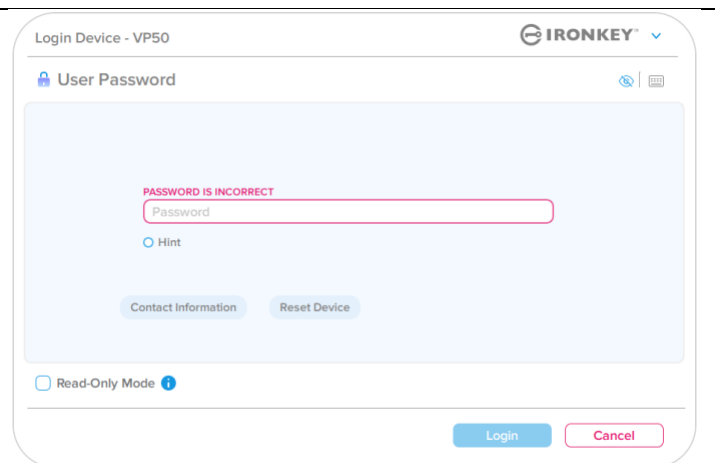 Login Device - VP50
IRONKEY™
User Password
PASSWORD IS INCORRECT
Password
Hint
Contact Information Reset Device
Read-Only Mode
Login Cancel